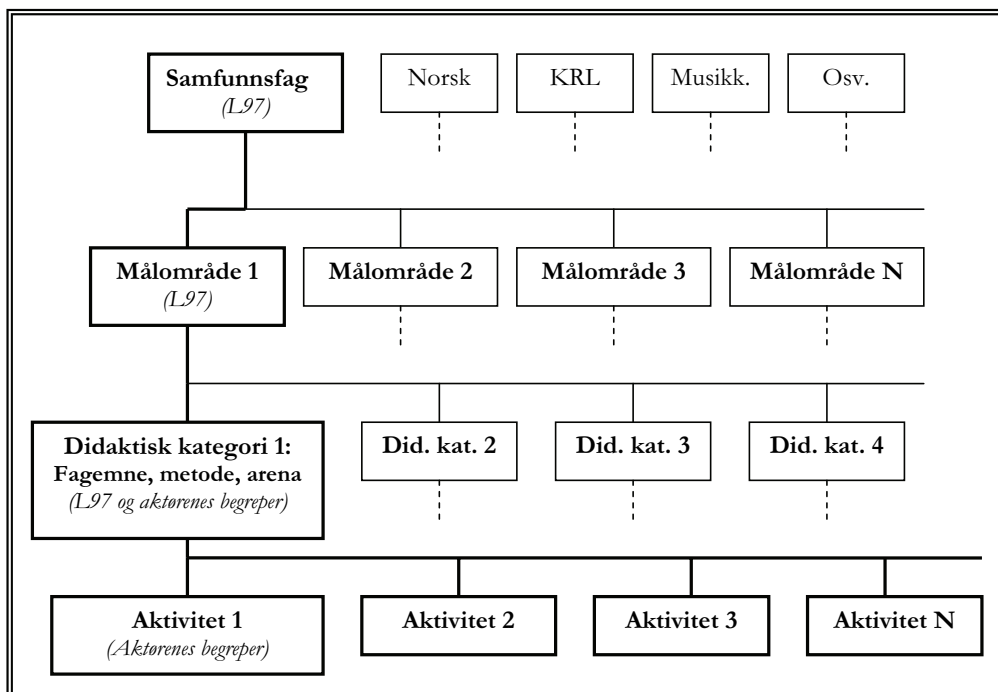 Samfunnsfag
(L97)
Norsk
KRL
Musikk.
Osv.
Målområde 1
(L97)
Målområde 2
Målområde 3
Målområde N
Didaktisk kategori 1:
Fagemne, metode, arena
(L97 og aktørenes begreper)
Did. kat. 2
Did. kat. 3
Did. kat. 4
Aktivitet 1
(Aktørenes begreper)
Aktivitet 2
Aktivitet 3
Aktivitet N